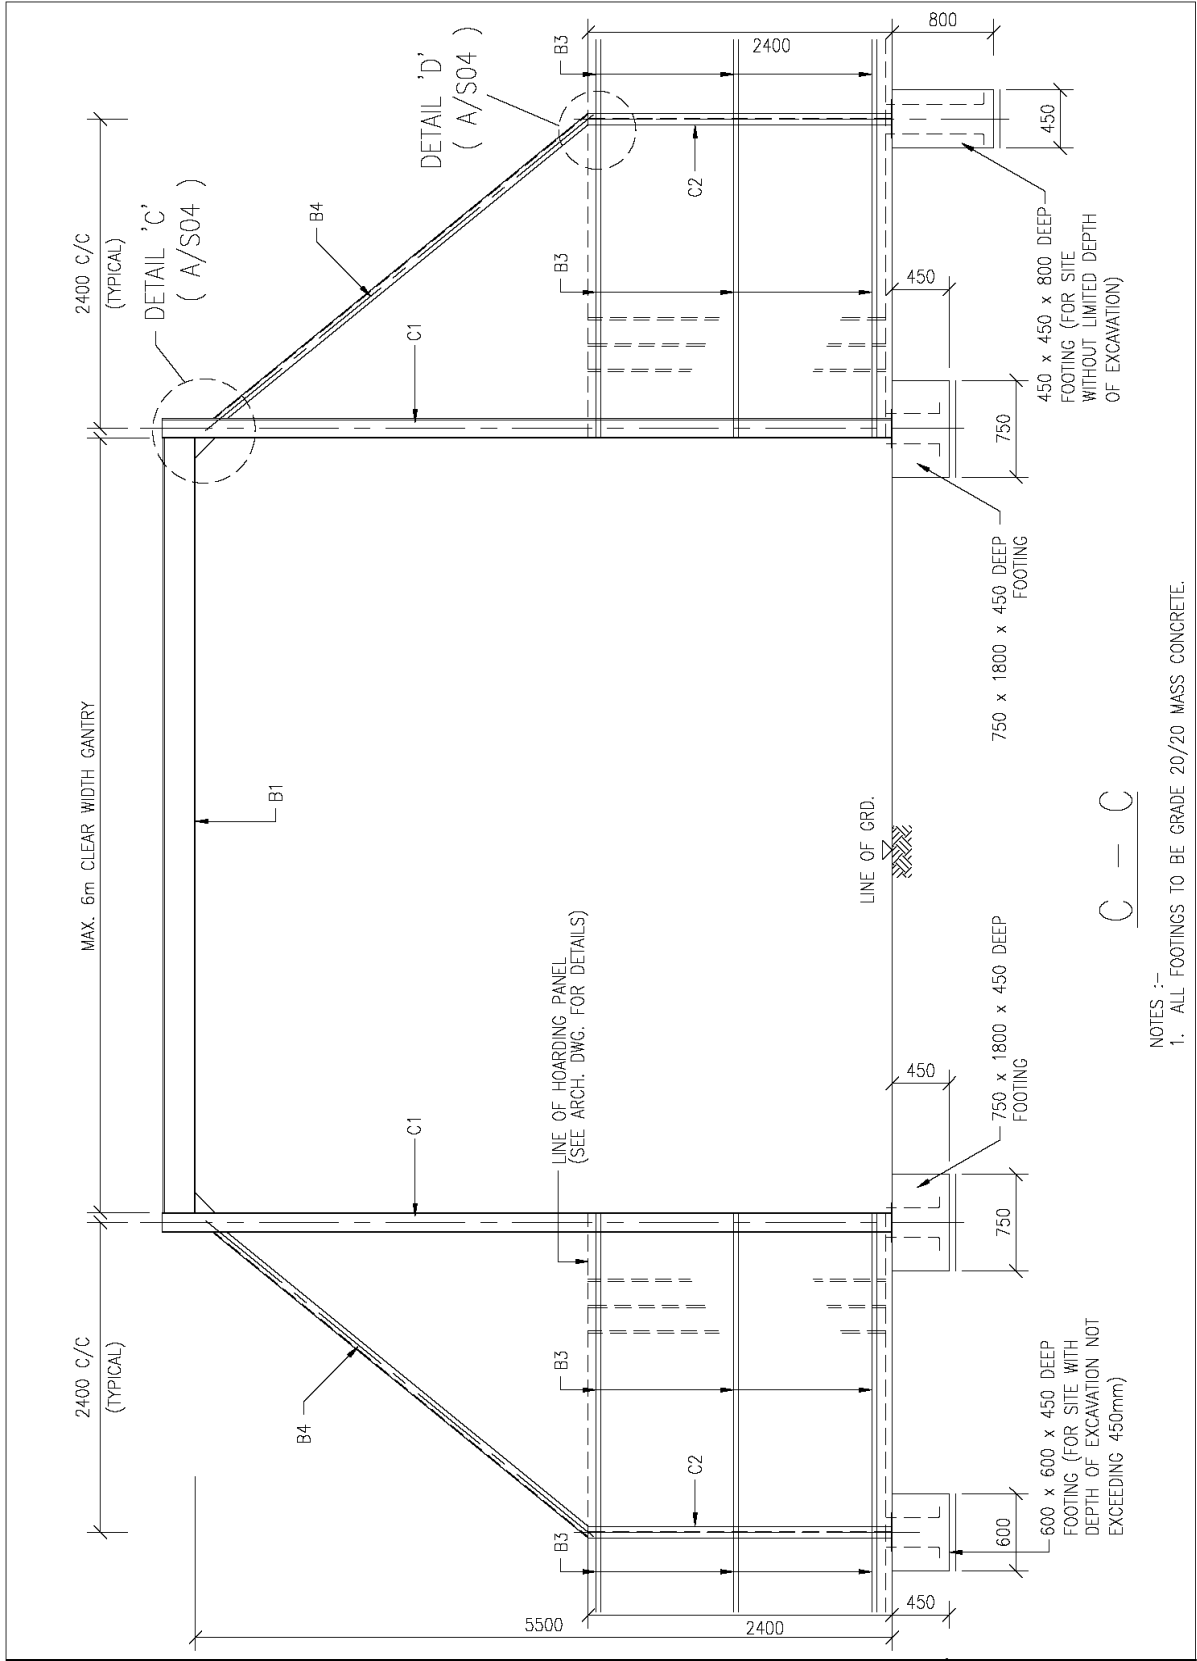 2400 C/C
(TYPICAL)
MAX. 6m CLEAR WIDTH GANTRY
2400 C/C
(TYPICAL)
DETAIL 'C'
( A/S04 )
DETAIL 'D'
( A/S04 )
B4
B1
B4
C1
C1
5500
LINE OF HOARDING PANEL
(SEE ARCH. DWG. FOR DETAILS)
B3
B3
B3
B3
C2
C2
2400
2400
LINE OF GRD.
450
450
450
800
600
750
750
450
600 x 600 x 450 DEEP
FOOTING (FOR SITE WITH
DEPTH OF EXCAVATION NOT
EXCEEDING 450mm)
750 x 1800 x 450 DEEP
FOOTING
750 x 1800 x 450 DEEP
FOOTING
450 x 450 x 800 DEEP
FOOTING (FOR SITE
WITHOUT LIMITED DEPTH
OF EXCAVATION)
C – C
NOTES :–
1. ALL FOOTINGS TO BE GRADE 20/20 MASS CONCRETE.